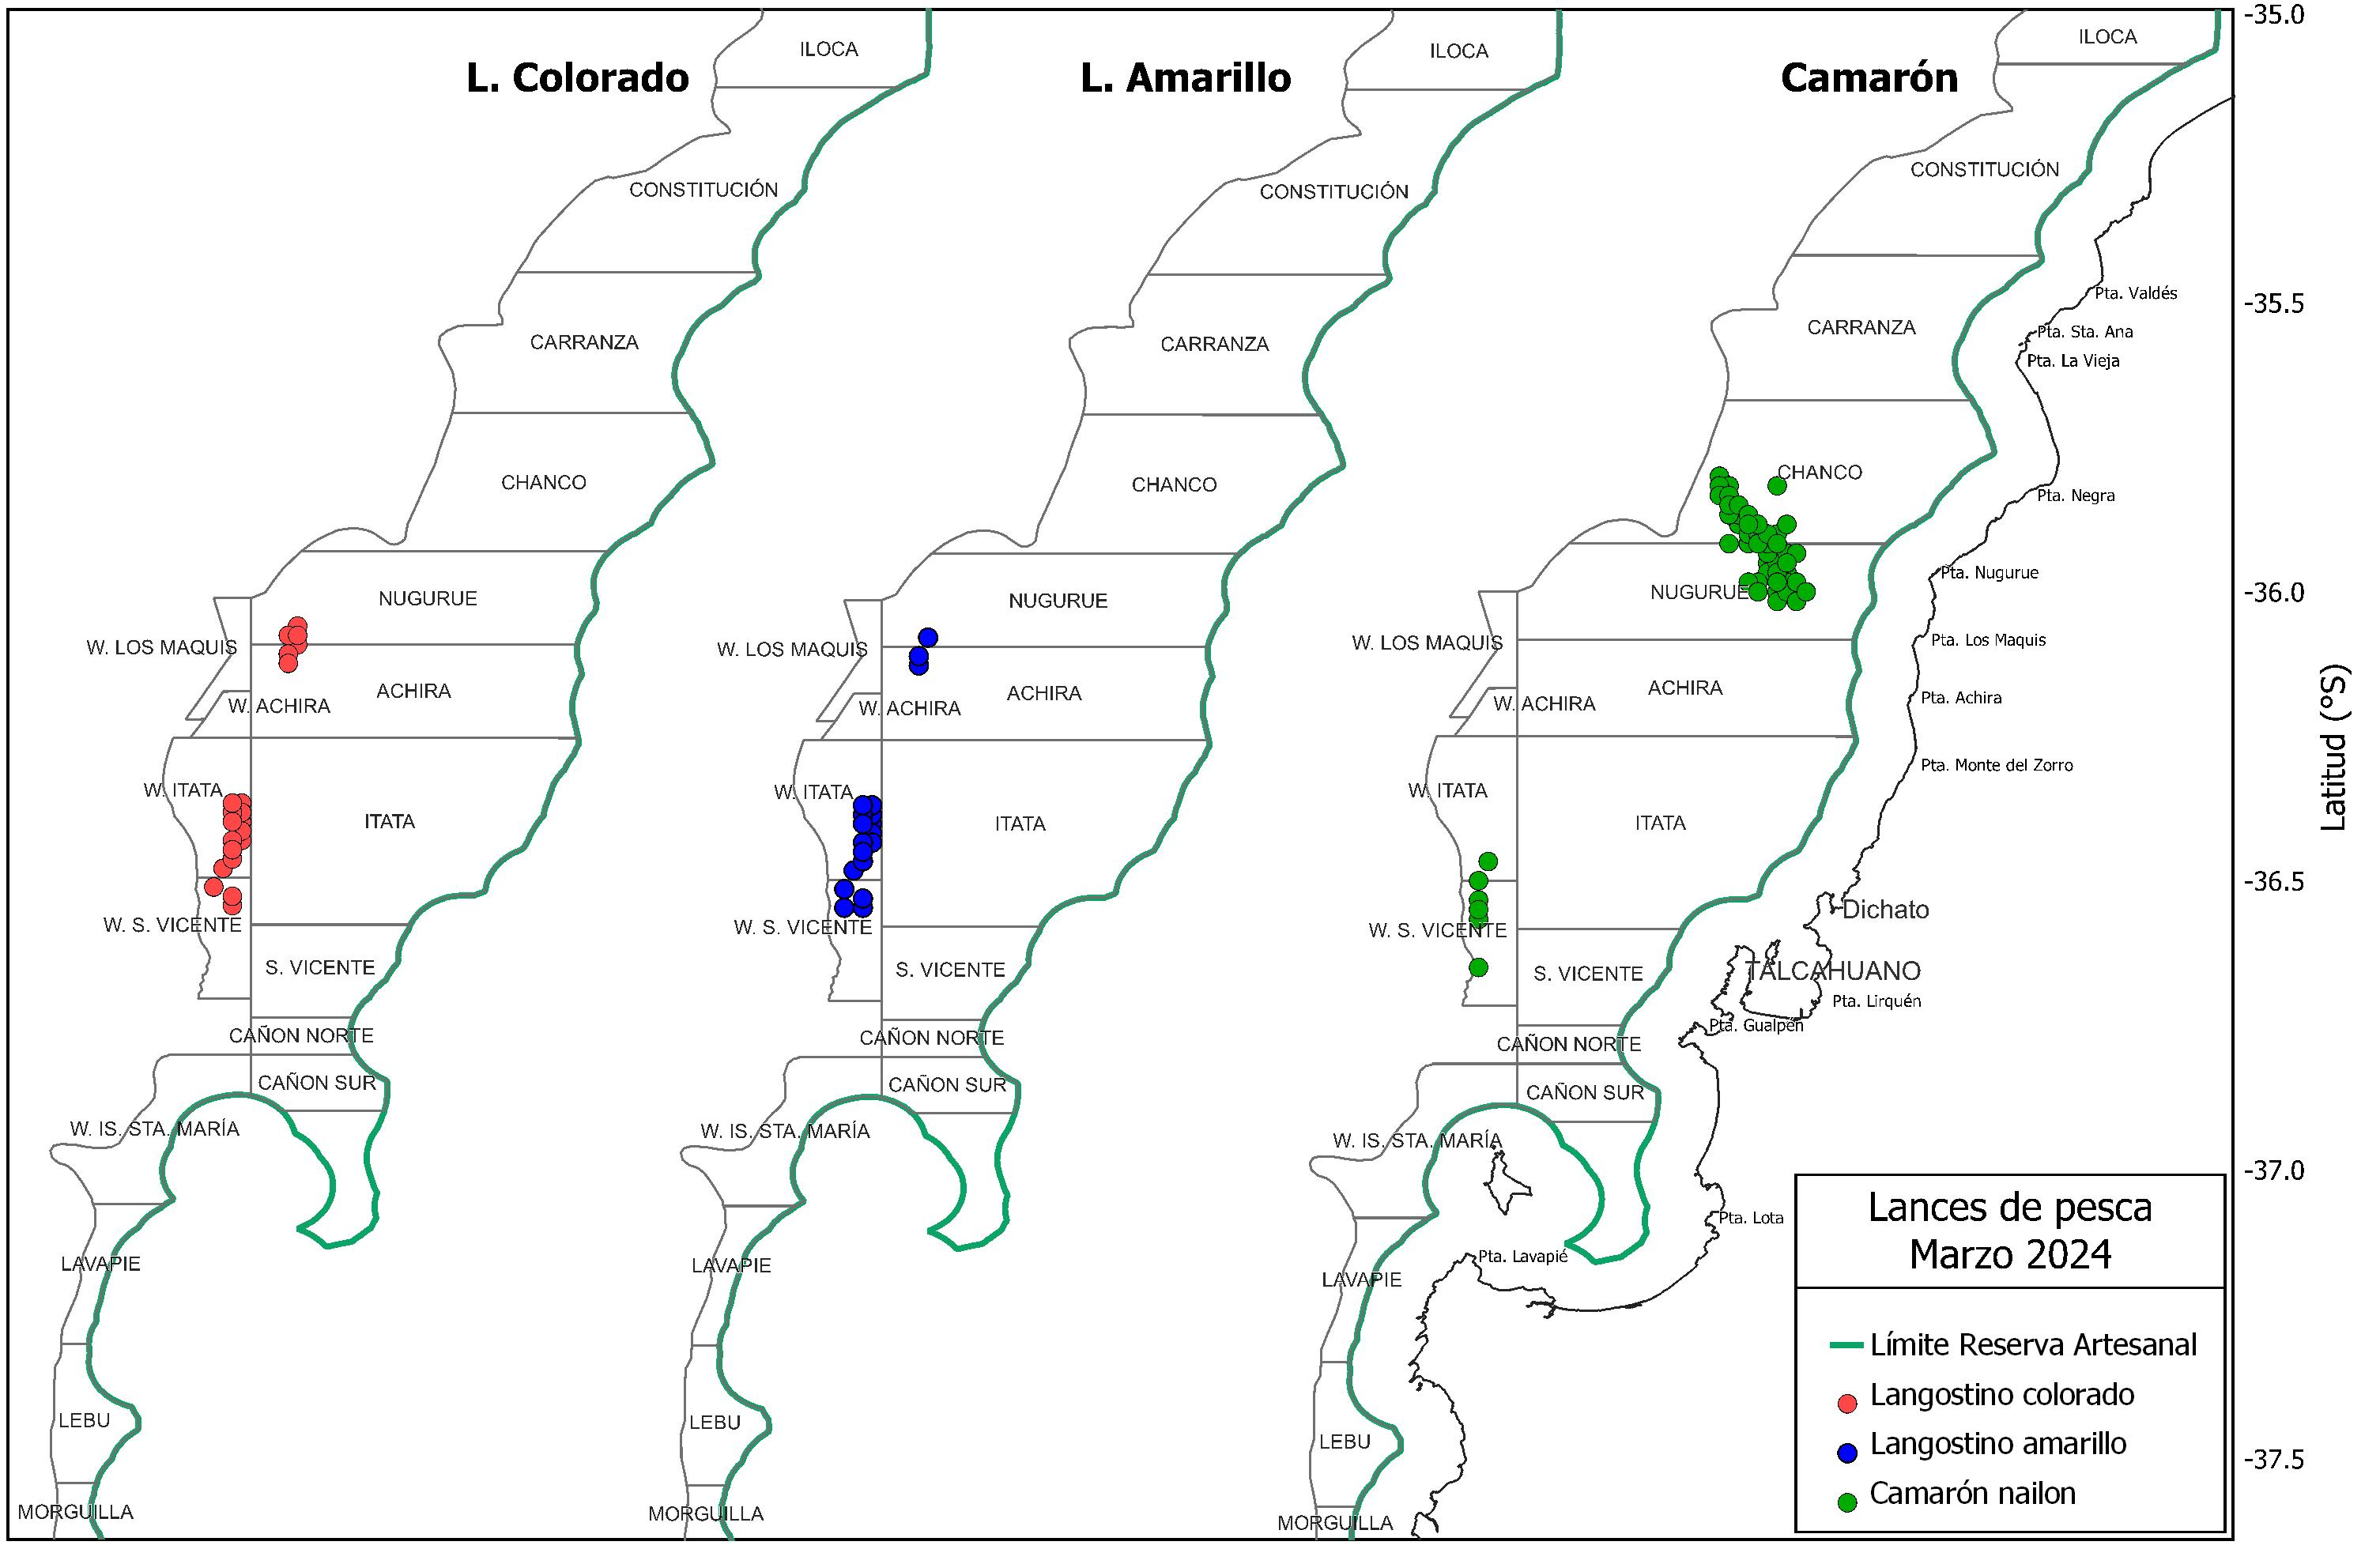 L. Colorado
ILOCA
CONSTITUCIÓN
CARRANZA
CHANCO
NUGURUE
W. LOS MAQUIS
ACHIRA
W. ACHIRA
W. ITATA
ITATA
W. S. VICENTE
S. VICENTE
CAÑON NORTE
CAÑON SUR
W. IS. STA. MARÍA
LAVAPIE
LEBU
MORGUILLA
L. Amarillo
ILOCA
CONSTITUCIÓN
CARRANZA
CHANCO
NUGURUE
W. LOS MAQUIS
ACHIRA
W. ACHIRA
W. ITATA
ITATA
W. S. VICENTE
S. VICENTE
CAÑON NORTE
CAÑON SUR
W. IS. STA. MARÍA
LAVAPIE
LEBU
MORGUILLA
Camarón
ILOCA
CONSTITUCIÓN
CARRANZA
CHANCO
NUGURUE
W. LOS MAQUIS
ACHIRA
W. ACHIRA
W. ITATA
ITATA
W. S. VICENTE
S. VICENTE
CAÑON NORTE
CAÑON SUR
W. IS. STA. MARÍA
LAVAPIE
LEBU
MORGUILLA
Pta. Valdés
Pta. Sta. Ana
Pta. La Vieja
Pta. Negra
Pta. Nugurue
Pta. Los Maquis
Pta. Achira
Pta. Monte del Zorro
Dichato
TALCAHUANO
Pta. Lirquén
Pta. Gualpén
Pta. Lota
Pta. Lavapié
-35.0
-35.5
-36.0
-36.5
-37.0
-37.5
Latitud (°S)
Lances de pesca
Marzo 2024
Límite Reserva Artesanal
Langostino colorado
Langostino amarillo
Camarón nailon